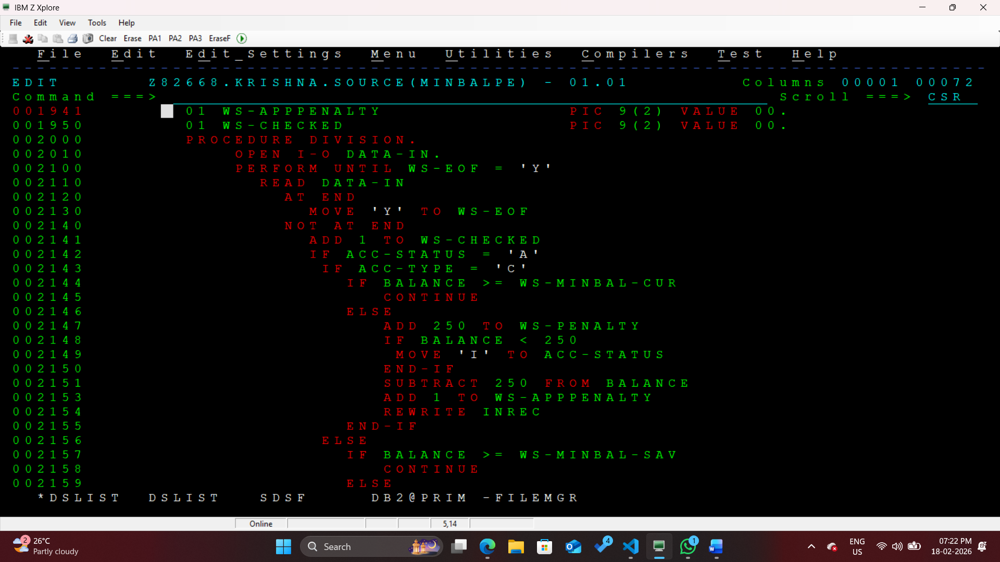 IBM Z Xplore
File Edit View Tools Help
Clear Erase PA1 PA2 PA3 EraseF
File Edit Edit_Settings Menu Utilities Compilers Test Help
EDIT Z82668.KRISHNA.SOURCE(MINBALPE) - 01.01 Columns 00001 00072
Command ===> Scroll ===> CSR
001941 01 WS-APPPENALTY PIC 9(2) VALUE 00.
001950 01 WS-CHECKED PIC 9(2) VALUE 00.
002000 PROCEDURE DIVISION.
002010 OPEN I-O DATA-IN.
002100 PERFORM UNTIL WS-EOF = 'Y'
002110 READ DATA-IN
002120 AT END
002130 MOVE 'Y' TO WS-EOF
002140 NOT AT END
002141 ADD 1 TO WS-CHECKED
002142 IF ACC-STATUS = 'A'
002143 IF ACC-TYPE = 'C'
002144 IF BALANCE >= WS-MINBAL-CUR
002145 CONTINUE
002146 ELSE
002147 ADD 250 TO WS-PENALTY
002148 IF BALANCE < 250
002149 MOVE 'I' TO ACC-STATUS
002150 END-IF
002151 SUBTRACT 250 FROM BALANCE
002153 ADD 1 TO WS-APPPENALTY
002154 REWRITE INREC
002155 END-IF
002156 ELSE
002157 IF BALANCE >= WS-MINBAL-SAV
002158 CONTINUE
002159 ELSE
*DSLIST DSLIST SDSF DB2@PRIM -FILEMGR
Online 5,14
2 26°C
Partly cloudy
Search
4
1
ENG
US
07:22 PM
18-02-2026